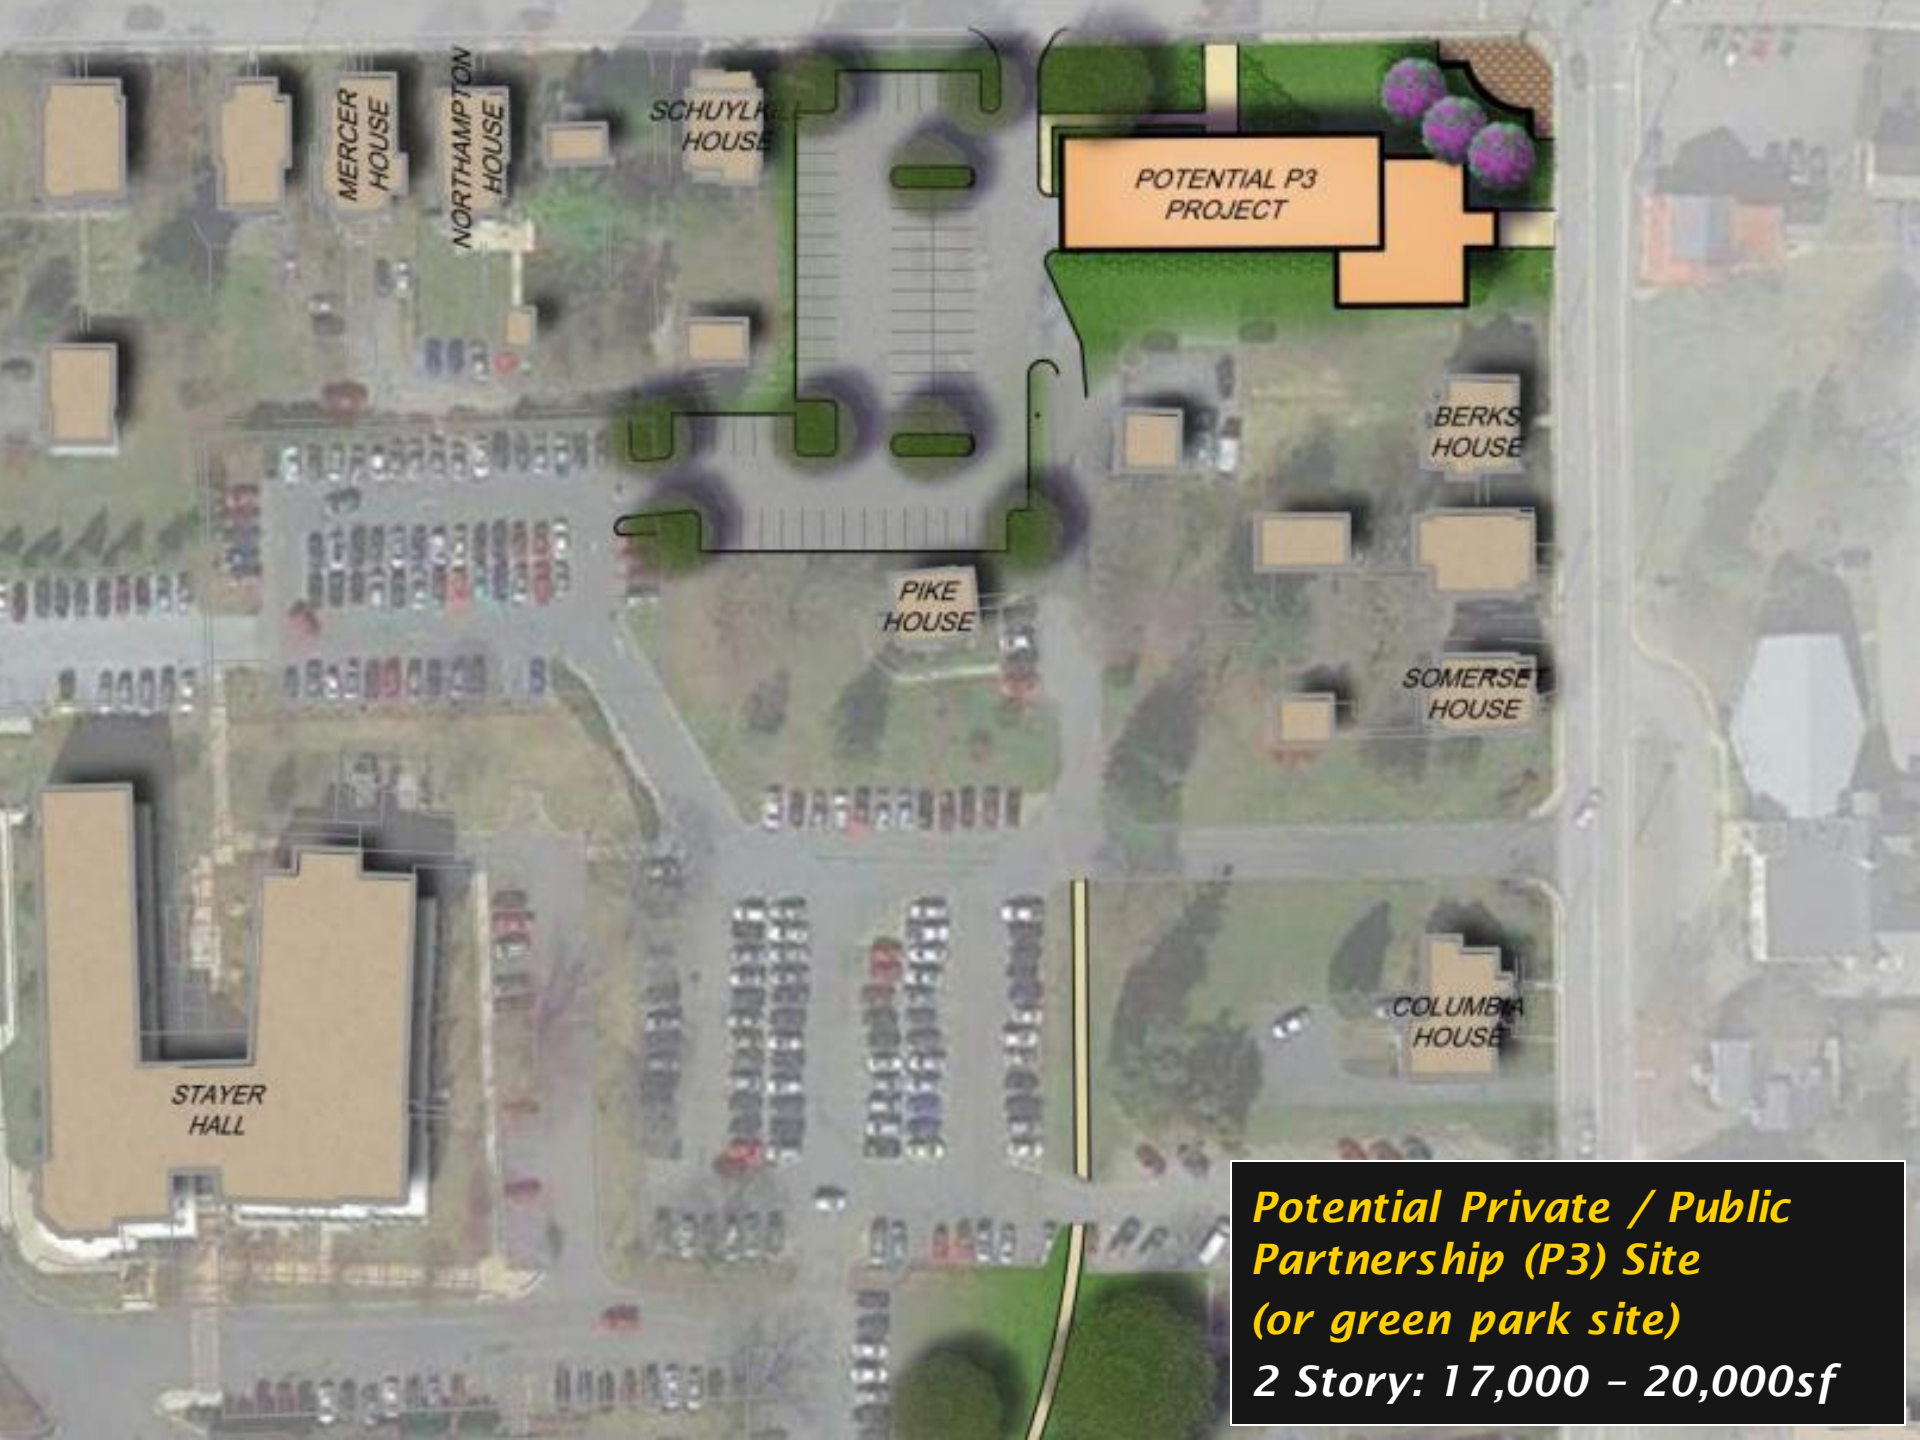 MERCER
HOUSE
NORTHAMPTON
HOUSE
SCHUYLKILL
HOUSE
POTENTIAL P3
PROJECT
BERKS
HOUSE
PIKE
HOUSE
SOMERSET
HOUSE
COLUMBIA
HOUSE
STAYER
HALL
Potential Private / Public
Partnership (P3) Site
(or green park site)
2 Story: 17,000 – 20,000sf